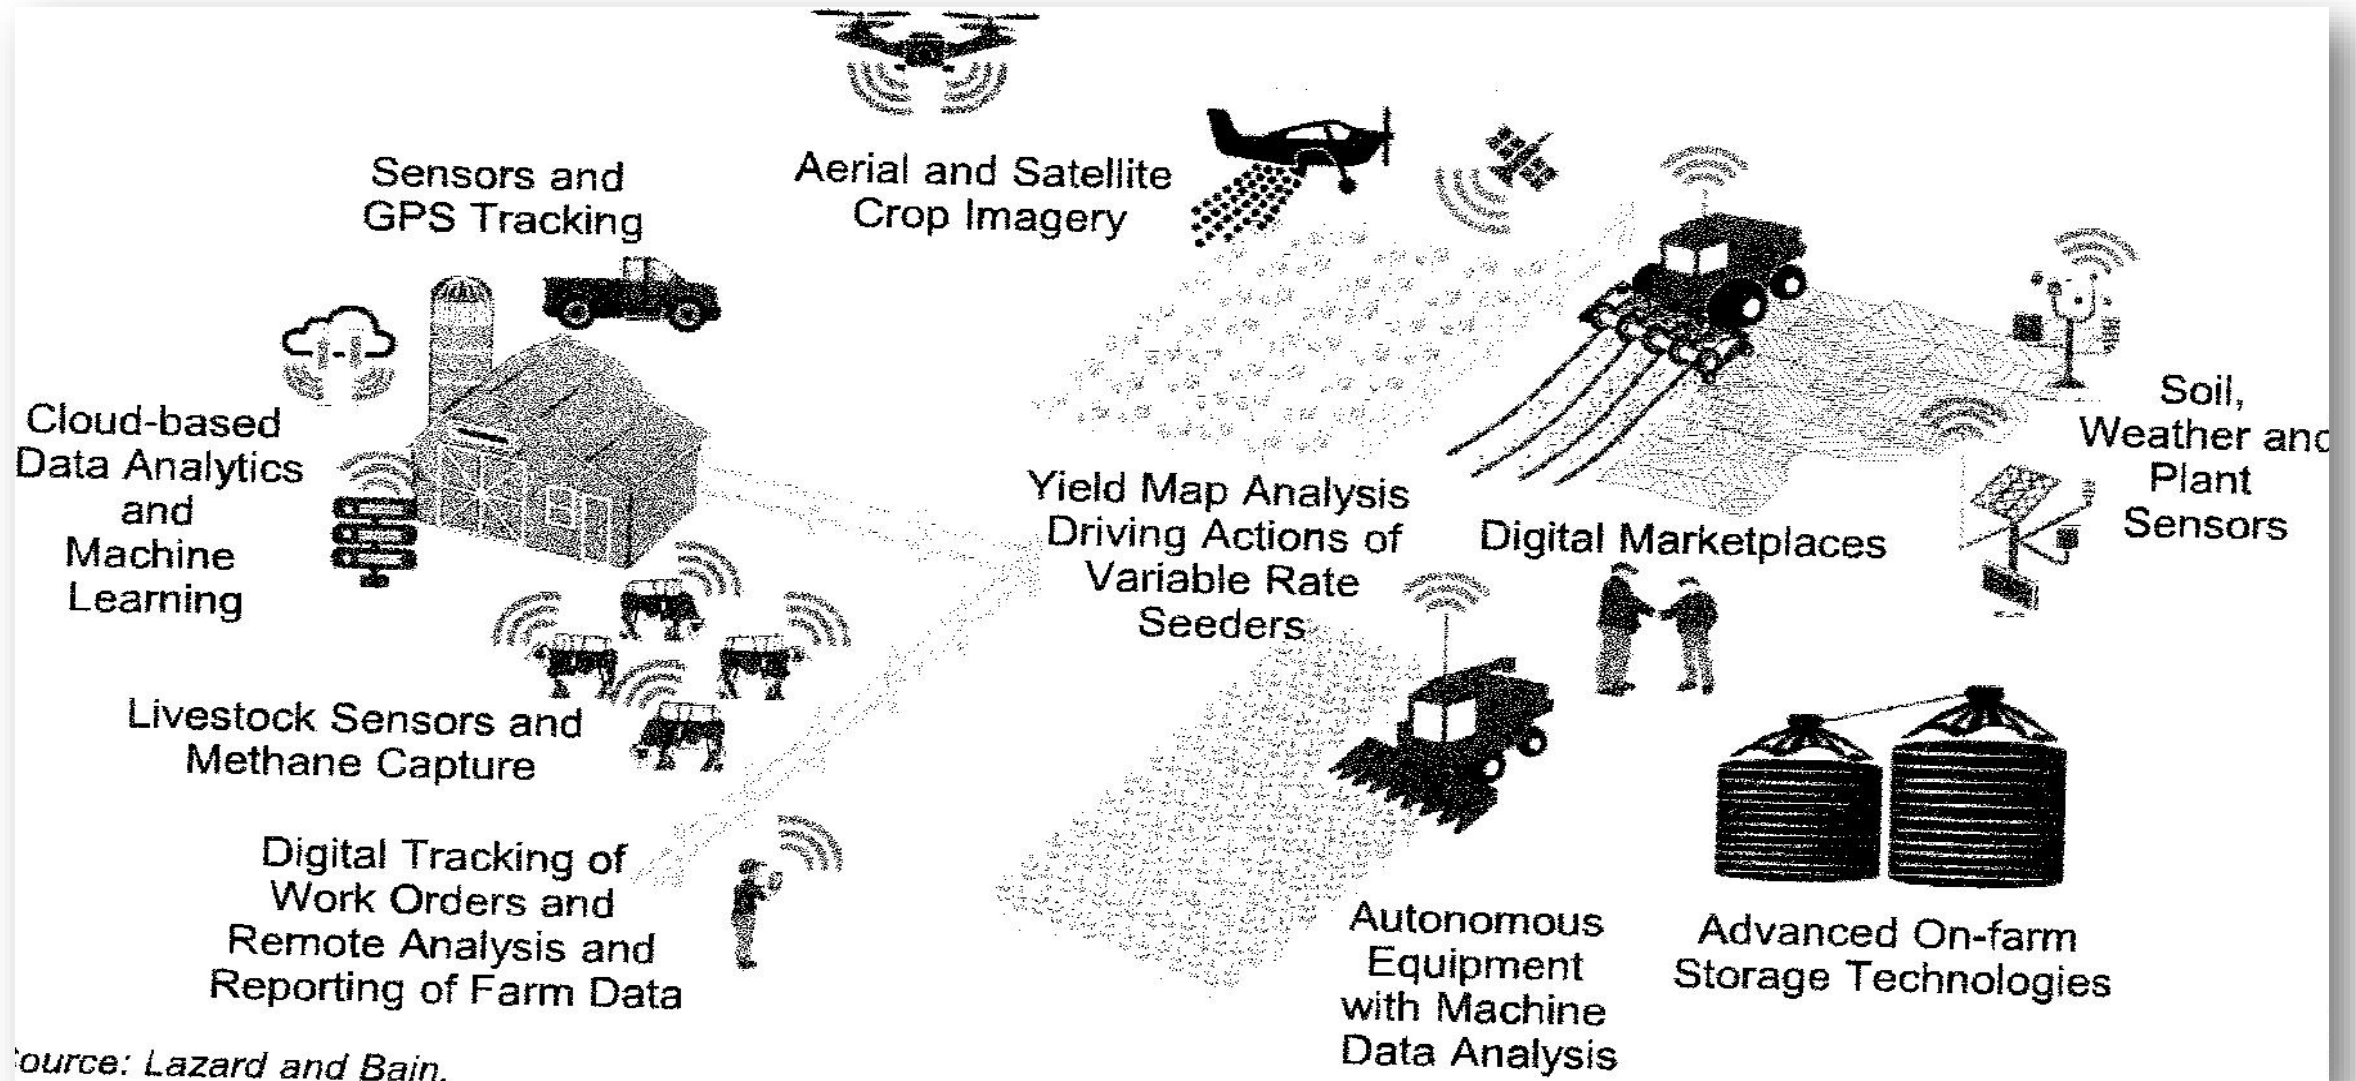 Sensors and
GPS Tracking
Aerial and Satellite
Crop Imagery
Cloud-based
Data Analytics
and
Machine
Learning
Soil,
Weather and
Plant
Sensors
Yield Map Analysis
Driving Actions of
Variable Rate
Seeders
Digital Marketplaces
Livestock Sensors and
Methane Capture
Digital Tracking of
Work Orders and
Remote Analysis and
Reporting of Farm Data
Autonomous
Equipment
with Machine
Data Analysis
Advanced On-farm
Storage Technologies
Source: Lazard and Bain.